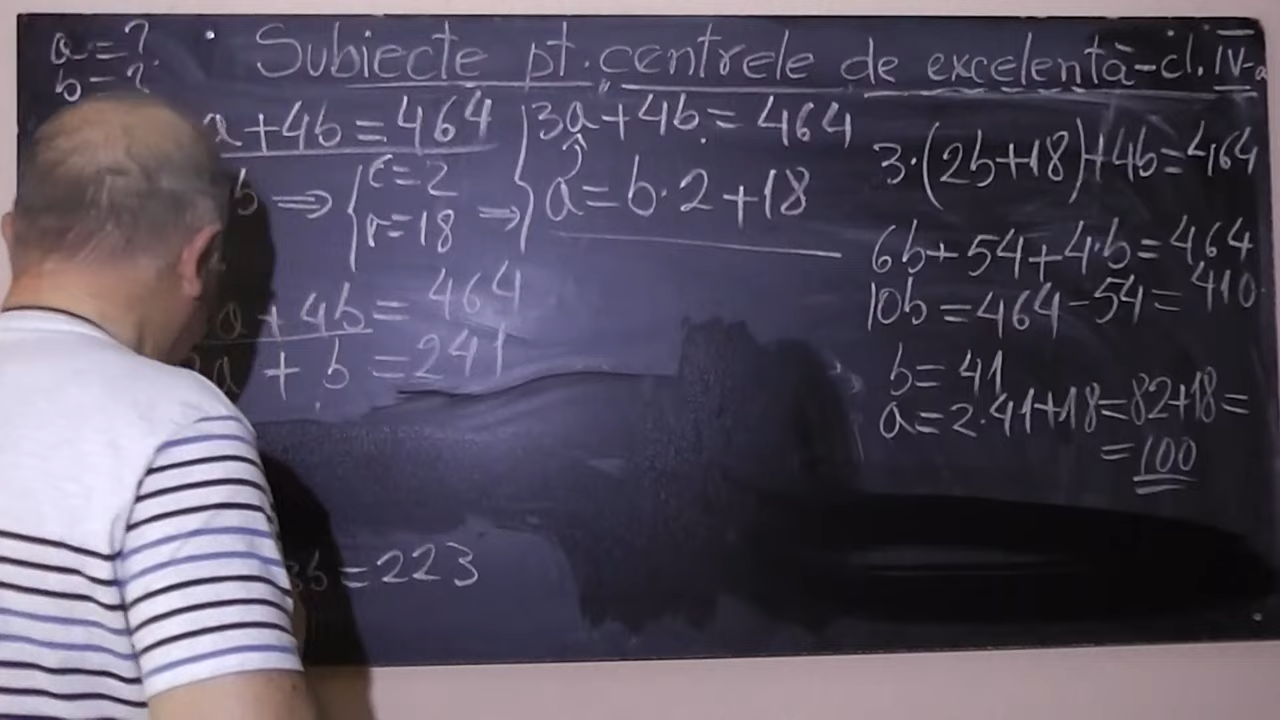 a=?
b=?
Subiecte pt. centrele de excelență-cl. IV-a
a+4b=464
b => { c=2
r=18 =>
3a+4b=464
a=b·2+18
a+4b=464
a+b=241
3b=223
3·(2b+18)+4b=464
6b+54+4·b=464
10b=464-54=410
b=41
a=2·41+18=82+18=
=100